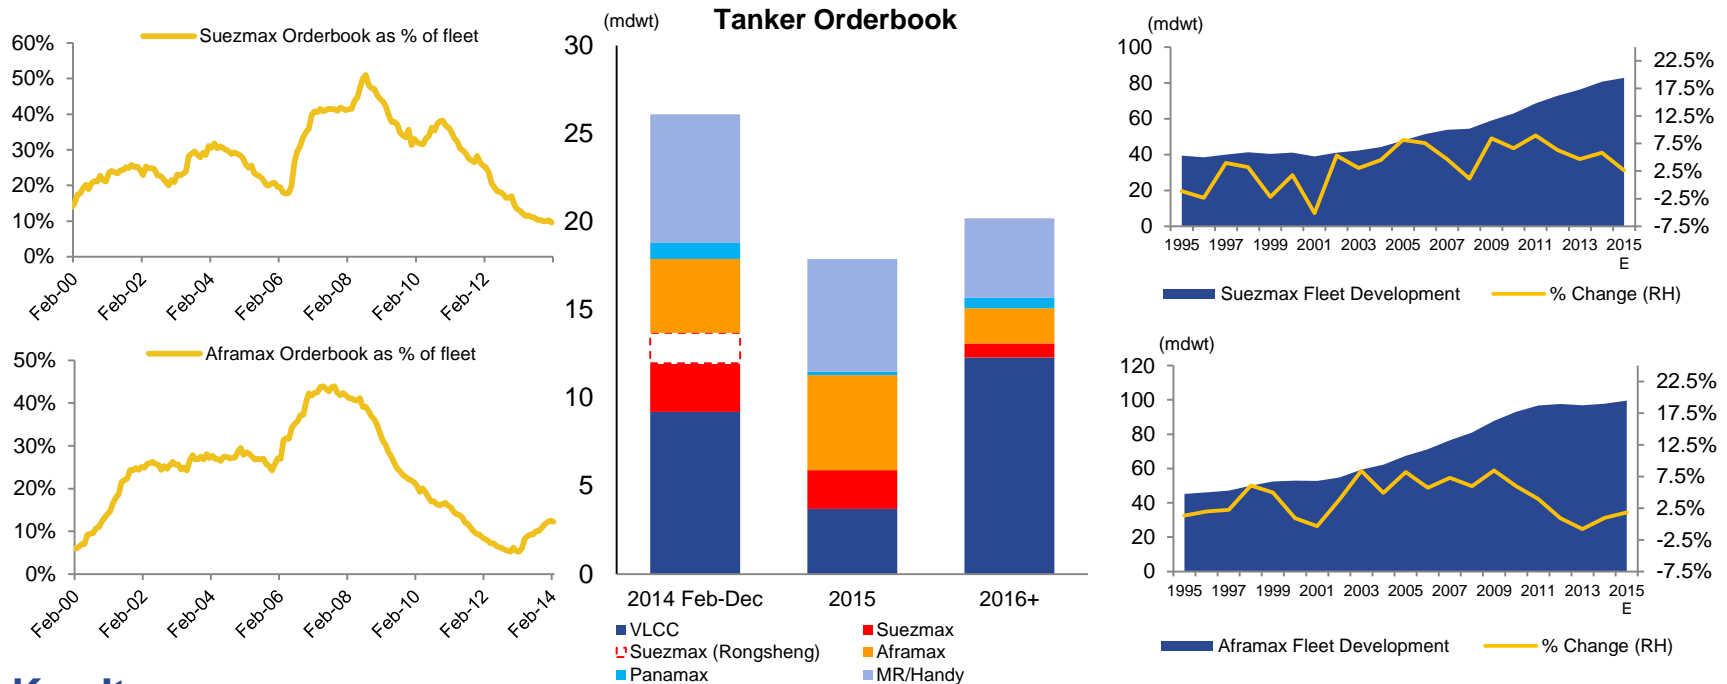 Suezmax Orderbook as % of fleet
60%
50%
40%
30%
20%
10%
0%
Feb-00
Feb-02
Feb-04
Feb-06
Feb-08
Feb-10
Feb-12
Aframax Orderbook as % of fleet
50%
40%
30%
20%
10%
0%
Feb-00
Feb-02
Feb-04
Feb-06
Feb-08
Feb-10
Feb-12
Feb-14
(mdwt)
Tanker Orderbook
30
25
20
15
10
5
0
2014 Feb-Dec 2015 2016+
VLCC Suezmax
Suezmax (Rongsheng) Aframax
Panamax MR/Handy
(mdwt)
100
80
60
40
20
0
22.5%
17.5%
12.5%
7.5%
2.5%
-2.5%
-7.5%
1995 1997 1999 2001 2003 2005 2007 2009 2011 2013 2015
E
Suezmax Fleet Development % Change (RH)
(mdwt)
120
100
80
60
40
20
0
22.5%
17.5%
12.5%
7.5%
2.5%
-2.5%
-7.5%
1995 1997 1999 2001 2003 2005 2007 2009 2011 2013 2015
E
Aframax Fleet Development % Change (RH)